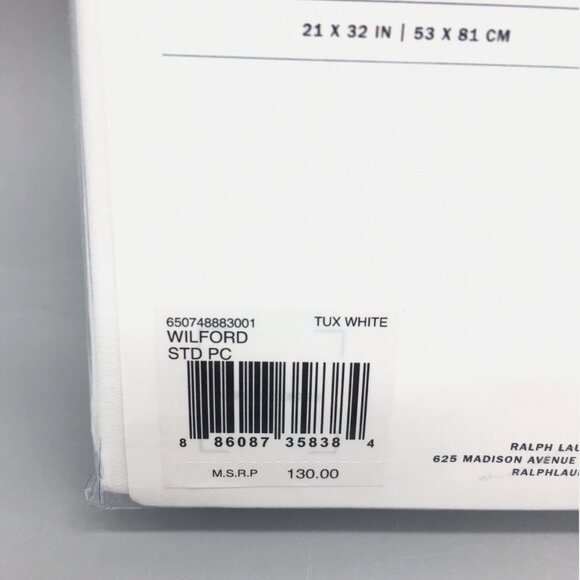 21 X 32 IN | 53 X 81 CM
650748883001 TUX WHITE
WILFORD
STD PC
8 86087 35838 4
M.S.R.P 130.00
RALPH
625 MADISON AVENUE